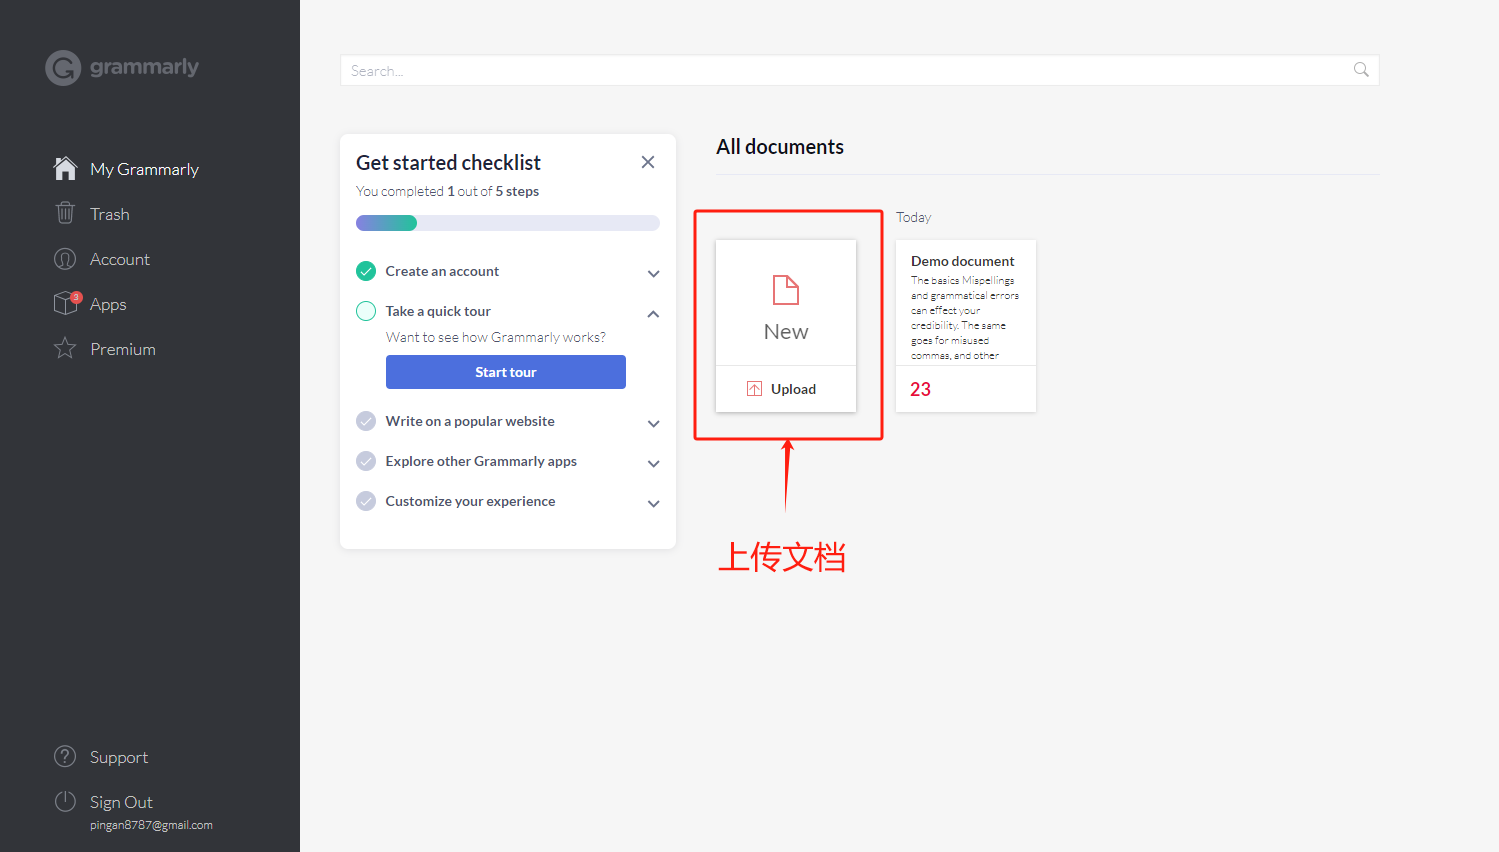 grammarly
My Grammarly
Trash
Account
3
Apps
Premium
Support
Sign Out
pingan8787@gmail.com
Search...
Get started checklist
You completed 1 out of 5 steps
Create an account
Take a quick tour
Want to see how Grammarly works?
Start tour
Write on a popular website
Explore other Grammarly apps
Customize your experience
All documents
New
Upload
上传文档
Today
Demo document
The basics Mispellings
and grammatical errors
can effect your
credibility. The same
goes for misused
commas, and other
23